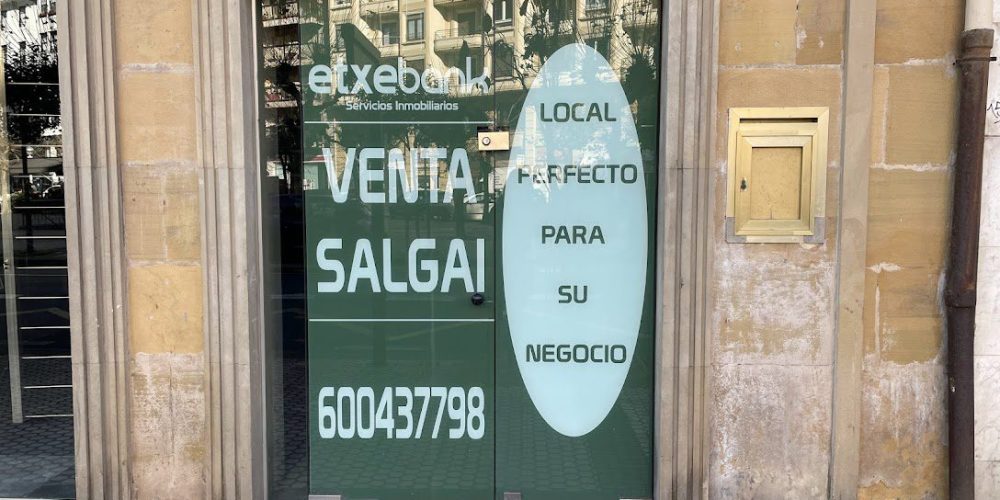 etxebank
Servicios Inmobiliarios
VENTA
SALGAI
600437798
LOCAL
PERFECTO
PARA
SU
NEGOCIO